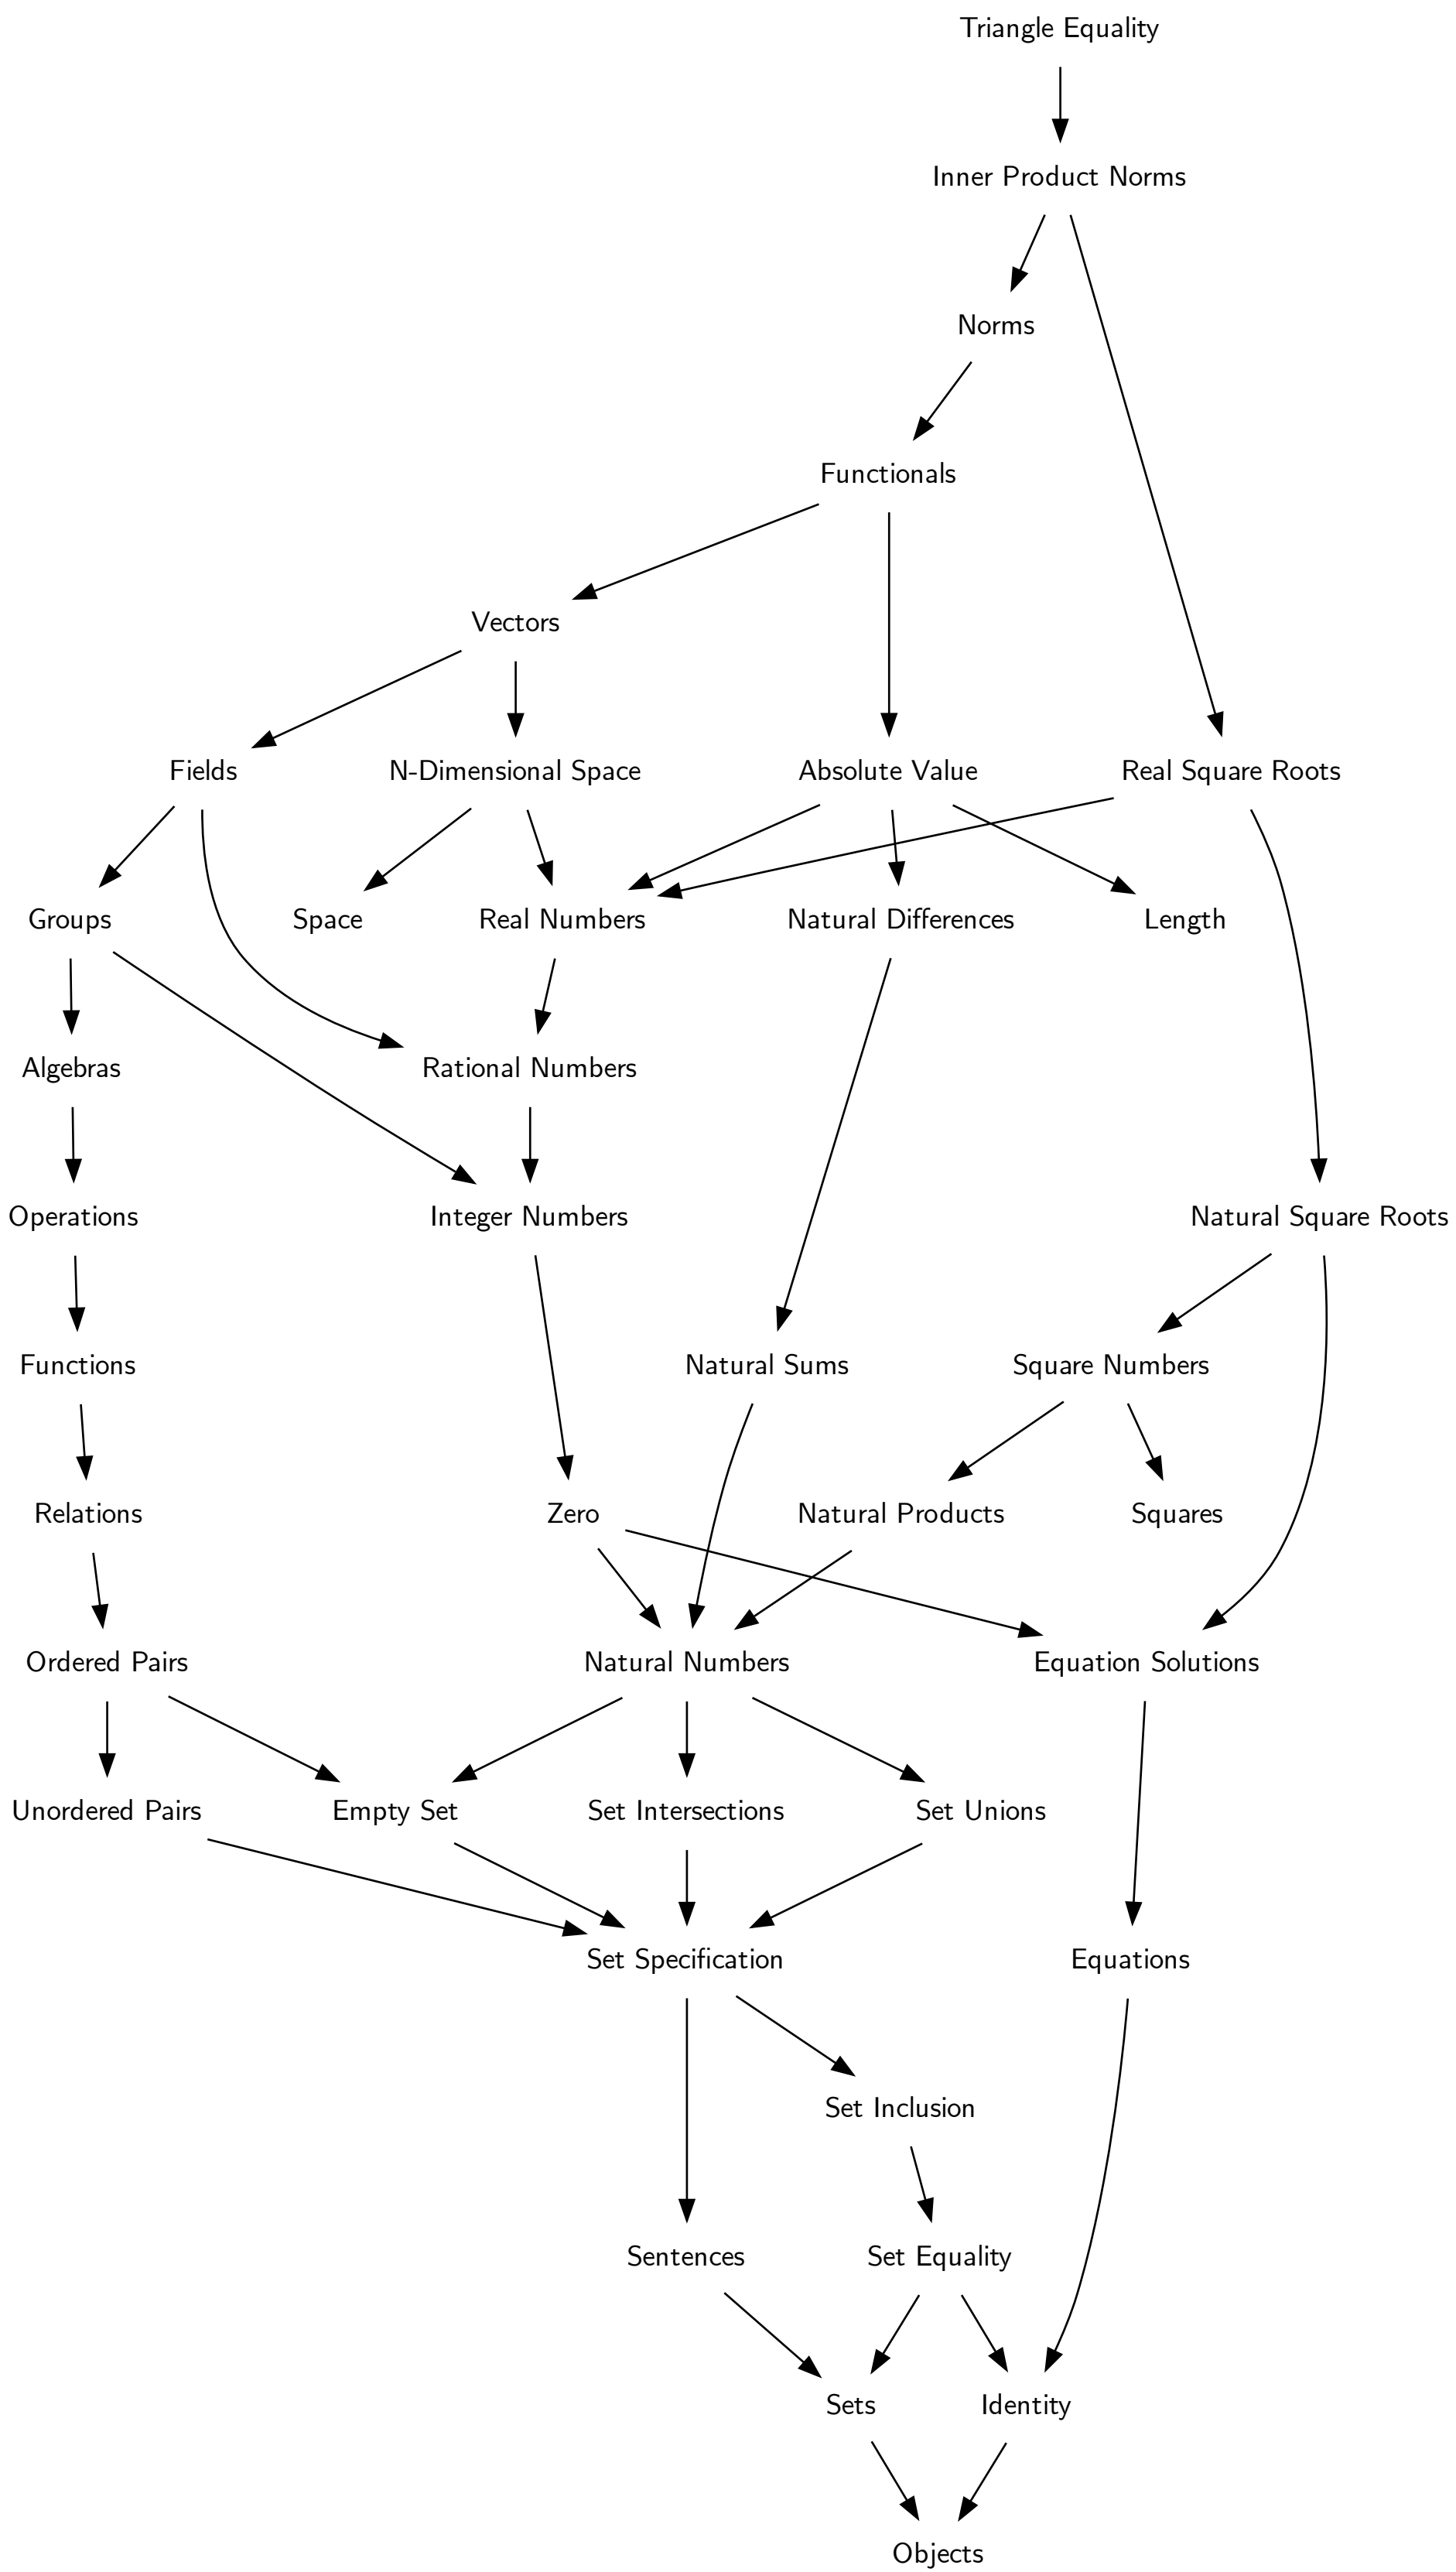 Triangle Equality
Inner Product Norms
Norms
Functionals
Vectors
Fields
N-Dimensional Space
Absolute Value
Real Square Roots
Groups
Space
Real Numbers
Natural Differences
Length
Algebras
Rational Numbers
Operations
Integer Numbers
Natural Square Roots
Functions
Natural Sums
Square Numbers
Relations
Zero
Natural Products
Squares
Ordered Pairs
Natural Numbers
Equation Solutions
Unordered Pairs
Empty Set
Set Intersections
Set Unions
Set Specification
Equations
Set Inclusion
Sentences
Set Equality
Sets
Identity
Objects